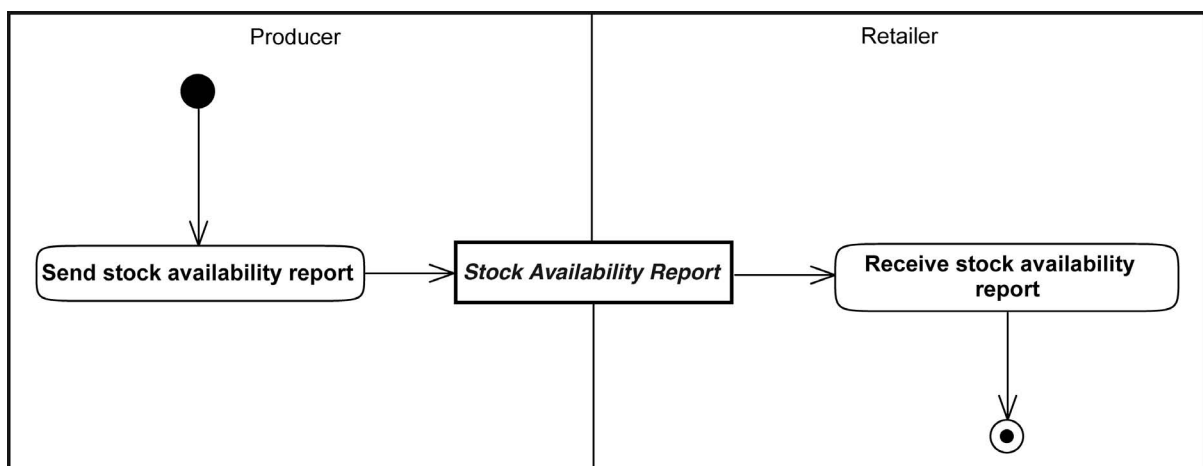 Producer
Retailer
Send stock availability report
Stock Availability Report
Receive stock availability
report